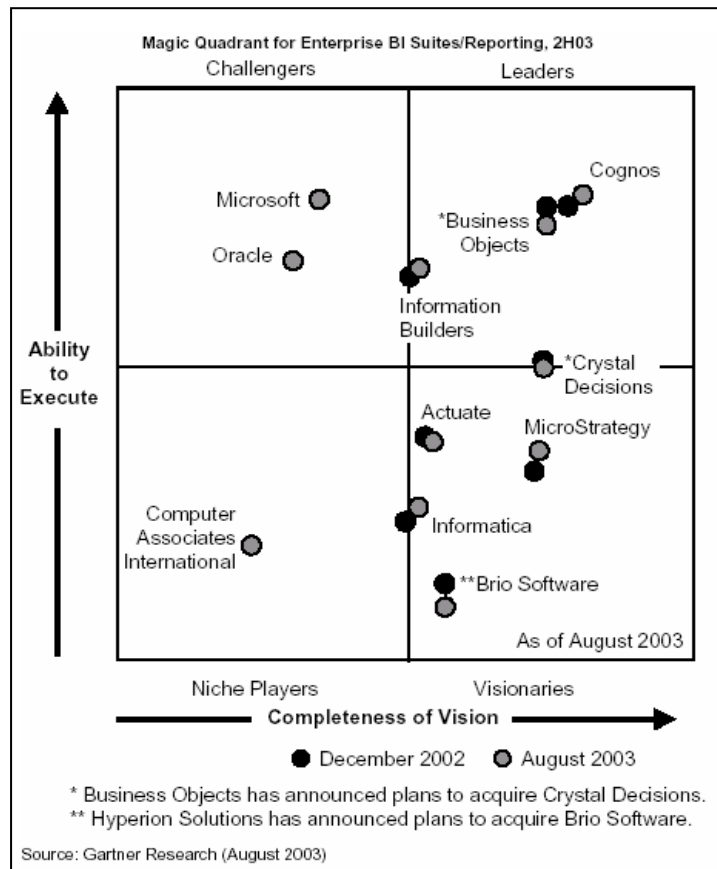 Magic Quadrant for Enterprise BI Suites/Reporting, 2H03
Challengers
Leaders
Cognos
Microsoft
*Business
Objects
Oracle
Information
Builders
Ability
to
Execute
*Crystal
Decisions
Actuate
MicroStrategy
Computer
Associates
International
Informatica
**Brio Software
As of August 2003
Niche Players
Visionaries
Completeness of Vision
December 2002
August 2003
* Business Objects has announced plans to acquire Crystal Decisions.
** Hyperion Solutions has announced plans to acquire Brio Software.
Source: Gartner Research (August 2003)